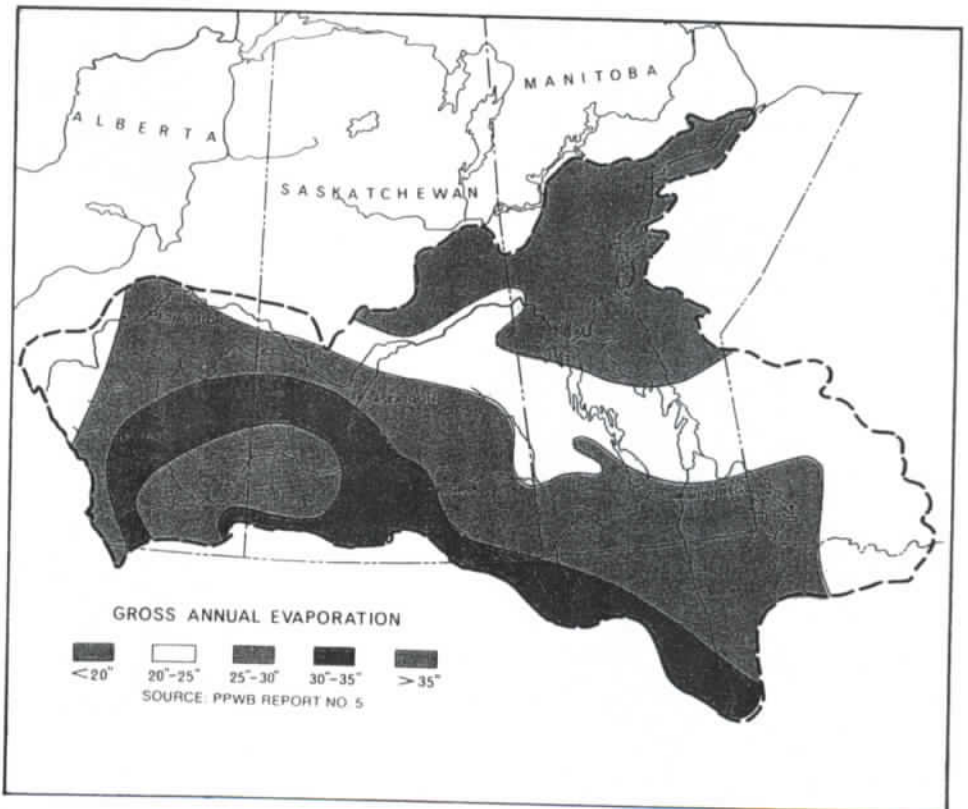 MANITOBA
ALBERTA
SASKATCHEWAN
GROSS ANNUAL EVAPORATION
<20" 20"-25" 25"-30" 30"-35" >35"
SOURCE: PPWB REPORT NO. 5